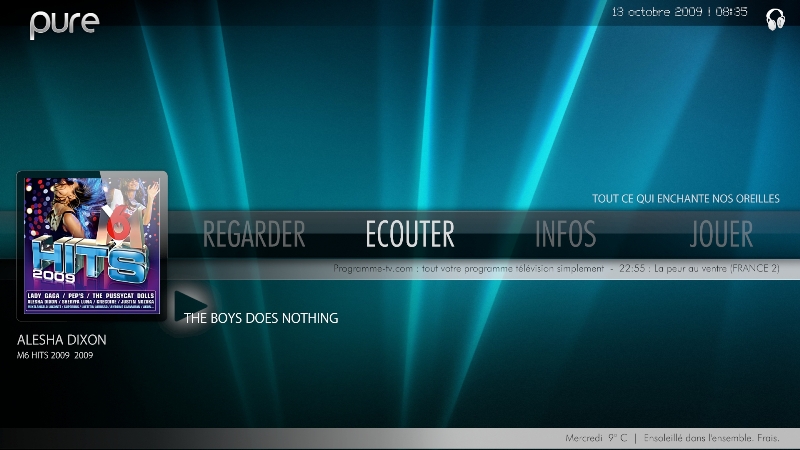 pure
13 octobre 2009 | 08:35
TOUT CE QUI ENCHANTE NOS OREILLES
REGARDER ECOUTER INFOS JOUER
Programme-tv.com : tout votre programme télévision simplement - 22:55 : La peur au ventre (FRANCE 2)
M6
HITS
2009
LADY GAGA / PEP'S / THE PUSSYCAT DOLLS
THE BOYS DOES NOTHING
ALESHA DIXON
M6 HITS 2009 2009
Mercredi 9° C | Ensoleillé dans l'ensemble. Frais.